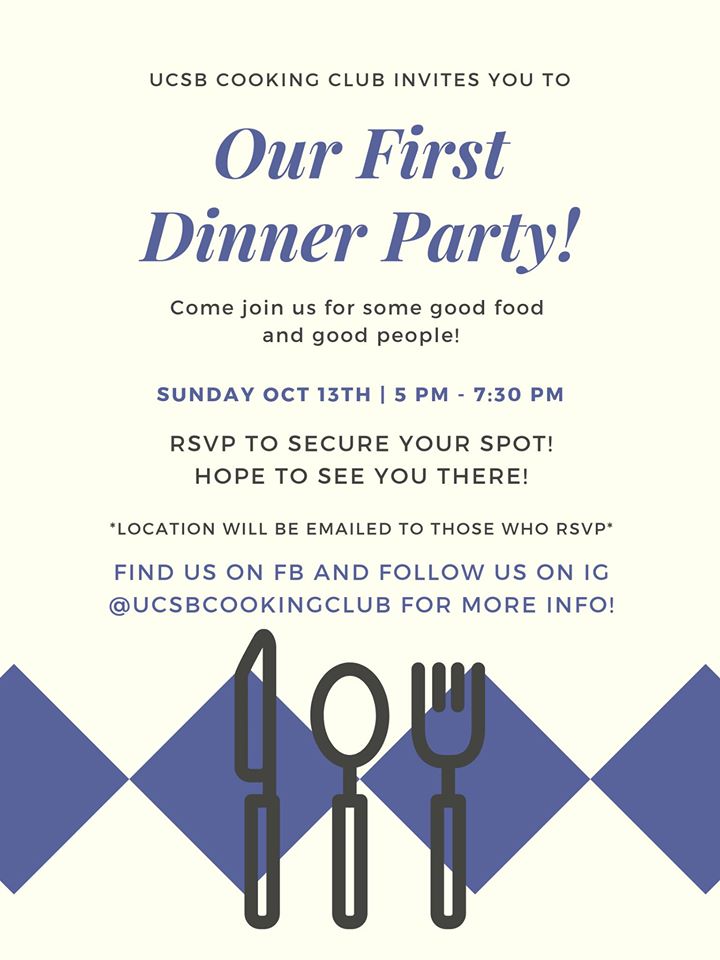 UCSB COOKING CLUB INVITES YOU TO
Our First
Dinner Party!
Come join us for some good food
and good people!
SUNDAY OCT 13TH | 5 PM - 7:30 PM
RSVP TO SECURE YOUR SPOT!
HOPE TO SEE YOU THERE!
*LOCATION WILL BE EMAILED TO THOSE WHO RSVP*
FIND US ON FB AND FOLLOW US ON IG
@UCSBCOOKINGCLUB FOR MORE INFO!